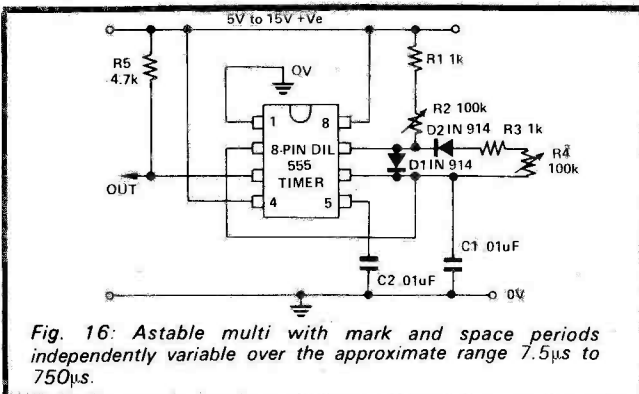 5V to 15V +Ve
R5
4.7k
R1 1k
OV
R2 100k
D2 IN 914
R3 1k
R4
100k
1
8
8-PIN DIL
555
TIMER
D1 IN 914
OUT
4
5
C1 .01uF
C2 .01uF
0V
Fig. 16: Astable multi with mark and space periods
independently variable over the approximate range 7.5μs to
750μs.